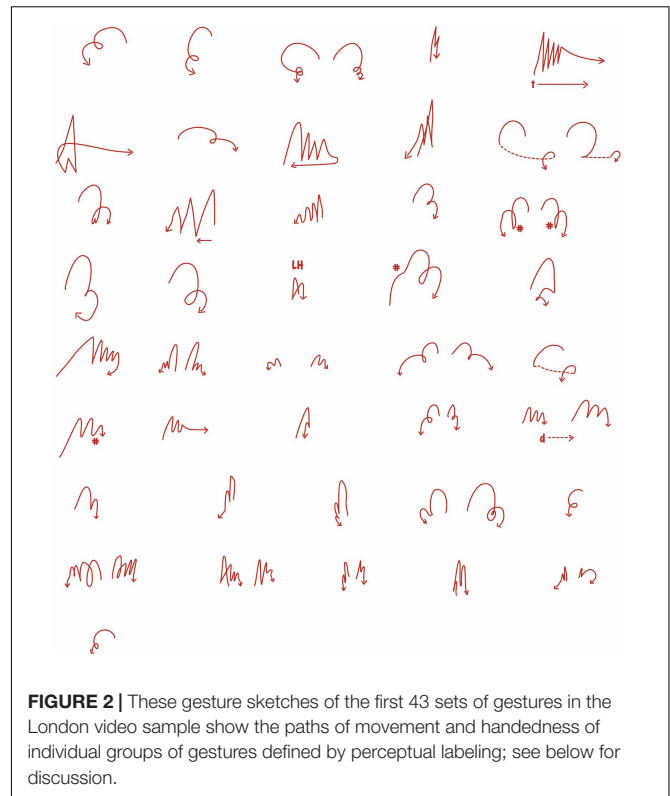 t
#
#
LH
#
#
d
FIGURE 2 | These gesture sketches of the first 43 sets of gestures in the
London video sample show the paths of movement and handedness of
individual groups of gestures defined by perceptual labeling; see below for
discussion.